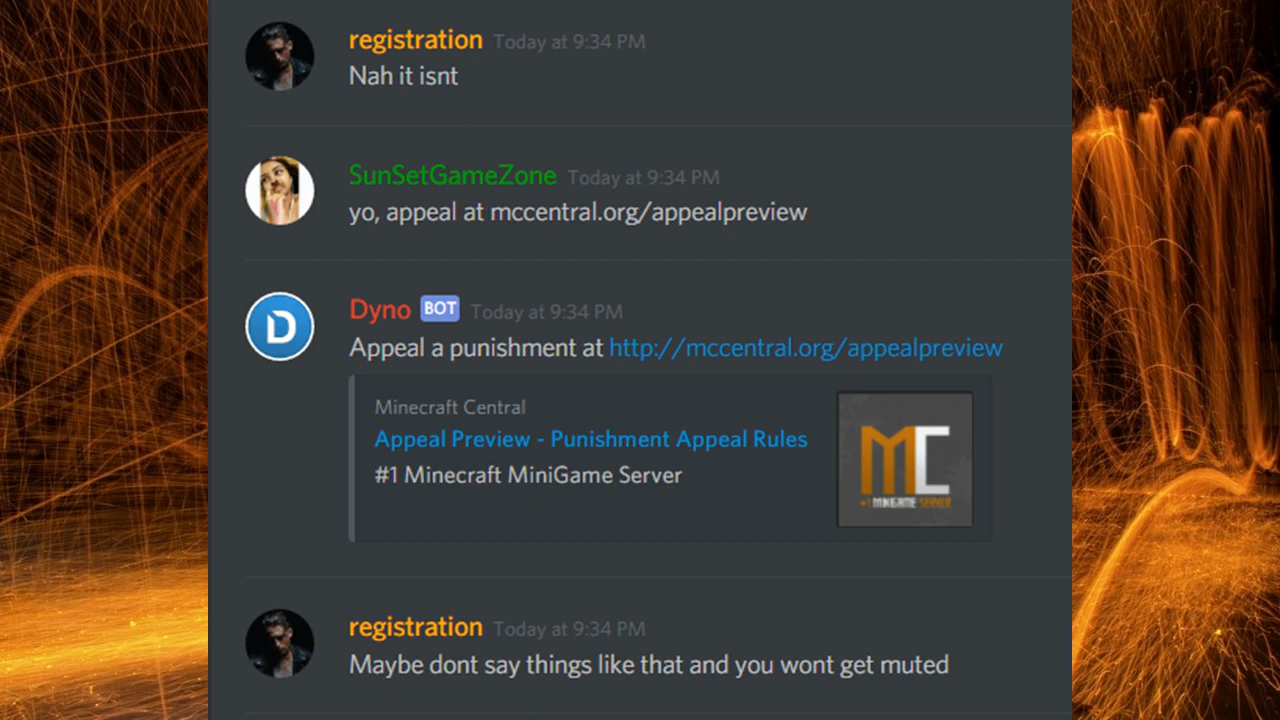 registration Today at 9:34 PM
Nah it isnt
SunSetGameZone Today at 9:34 PM
yo, appeal at mccentral.org/appealpreview
D
Dyno BOT Today at 9:34 PM
Appeal a punishment at http://mccentral.org/appealpreview
Minecraft Central
Appeal Preview - Punishment Appeal Rules
#1 Minecraft MiniGame Server
MC
#1 MINIGAME SERVER
registration Today at 9:34 PM
Maybe dont say things like that and you wont get muted